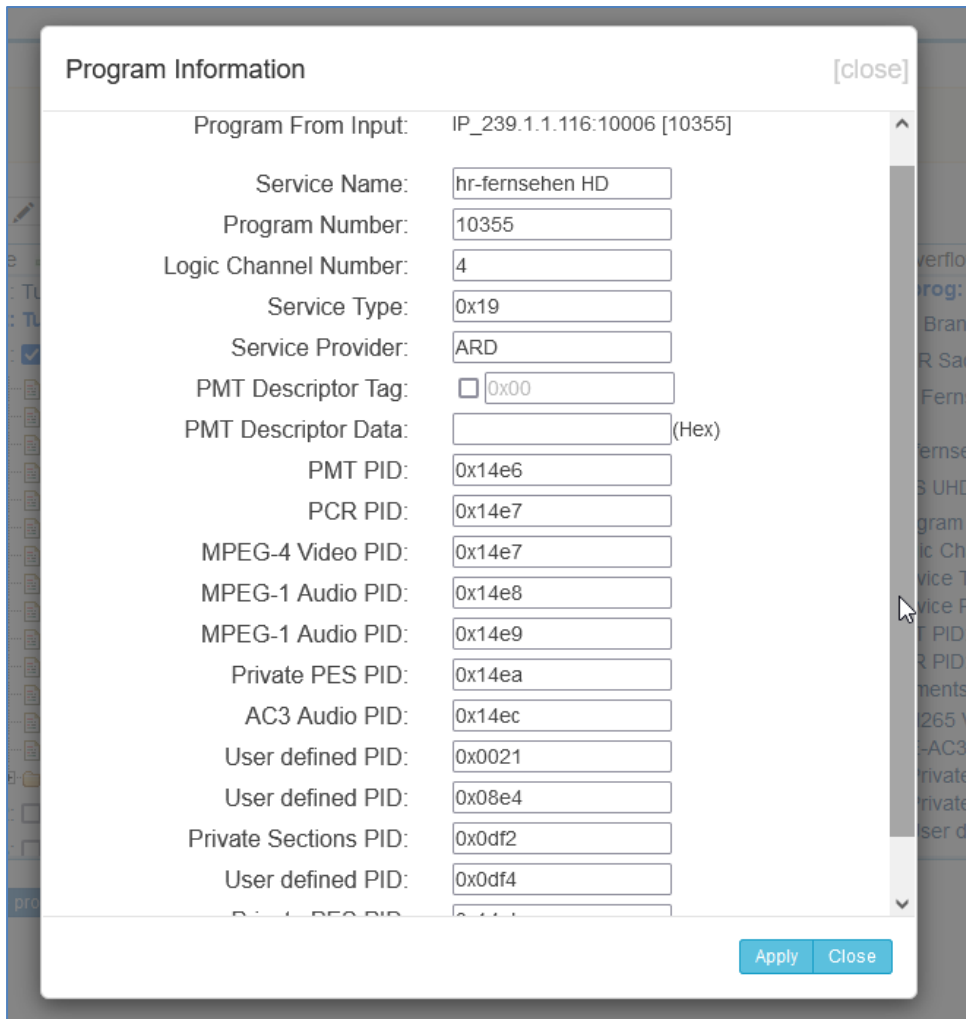 Program Information [close]
Program From Input: IP_239.1.1.116:10006 [10355]
Service Name: hr-fernsehen HD
Program Number: 10355
Logic Channel Number: 4
Service Type: 0x19
Service Provider: ARD
PMT Descriptor Tag: 0x00
PMT Descriptor Data: (Hex)
PMT PID: 0x14e6
PCR PID: 0x14e7
MPEG-4 Video PID: 0x14e7
MPEG-1 Audio PID: 0x14e8
MPEG-1 Audio PID: 0x14e9
Private PES PID: 0x14ea
AC3 Audio PID: 0x14ec
User defined PID: 0x0021
User defined PID: 0x08e4
Private Sections PID: 0x0df2
User defined PID: 0x0df4
Apply Close